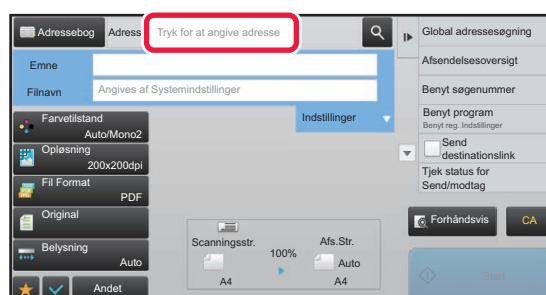 Adressebog
Adress
Tryk for at angive adresse
Emne
Filnavn
Angives af Systemindstillinger
Indstillinger
Farvetilstand
Auto/Mono2
Opløsning
200x200dpi
Fil Format
PDF
Original
Belysning
Auto
Andet
Scanningsstr.
A4
100%
Afs.Str.
Auto
A4
Global adressesøgning
Afsendelsesoversigt
Benyt søgenummer
Benyt program
Benyt reg. Indstillinger
Send
destinationslink
Tjek status for
Send/modtag
Forhåndsvis
CA
Start